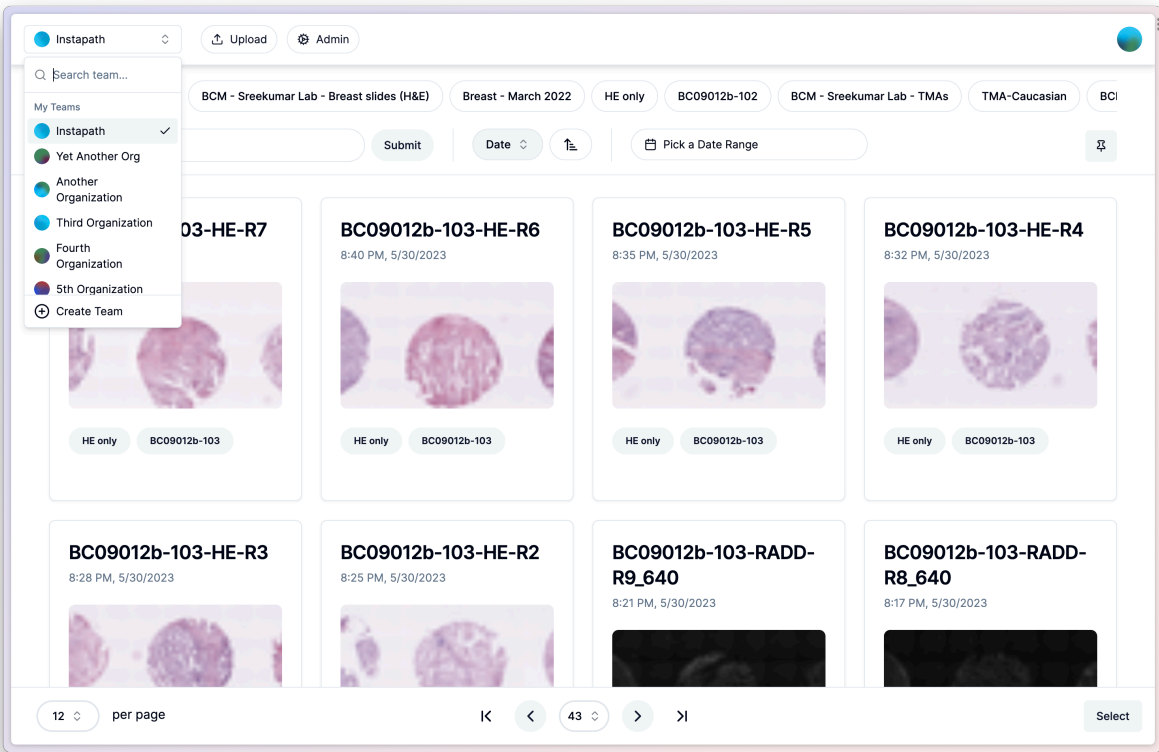 Instapath
Upload
Admin
Search team...
My Teams
Instapath
Yet Another Org
Another
Organization
Third Organization
Fourth
Organization
5th Organization
Create Team
BCM - Sreekumar Lab - Breast slides (H&E)
Breast - March 2022
HE only
BC09012b-102
BCM - Sreekumar Lab - TMAs
TMA-Caucasian
Submit
Date
Pick a Date Range
03-HE-R7
HE only
BC09012b-103
BC09012b-103-HE-R6
8:40 PM, 5/30/2023
HE only
BC09012b-103
BC09012b-103-HE-R5
8:35 PM, 5/30/2023
HE only
BC09012b-103
BC09012b-103-HE-R4
8:32 PM, 5/30/2023
HE only
BC09012b-103
BC09012b-103-HE-R3
8:28 PM, 5/30/2023
BC09012b-103-HE-R2
8:25 PM, 5/30/2023
BC09012b-103-RADD-
R9_640
8:21 PM, 5/30/2023
BC09012b-103-RADD-
R8_640
8:17 PM, 5/30/2023
12
per page
43
Select